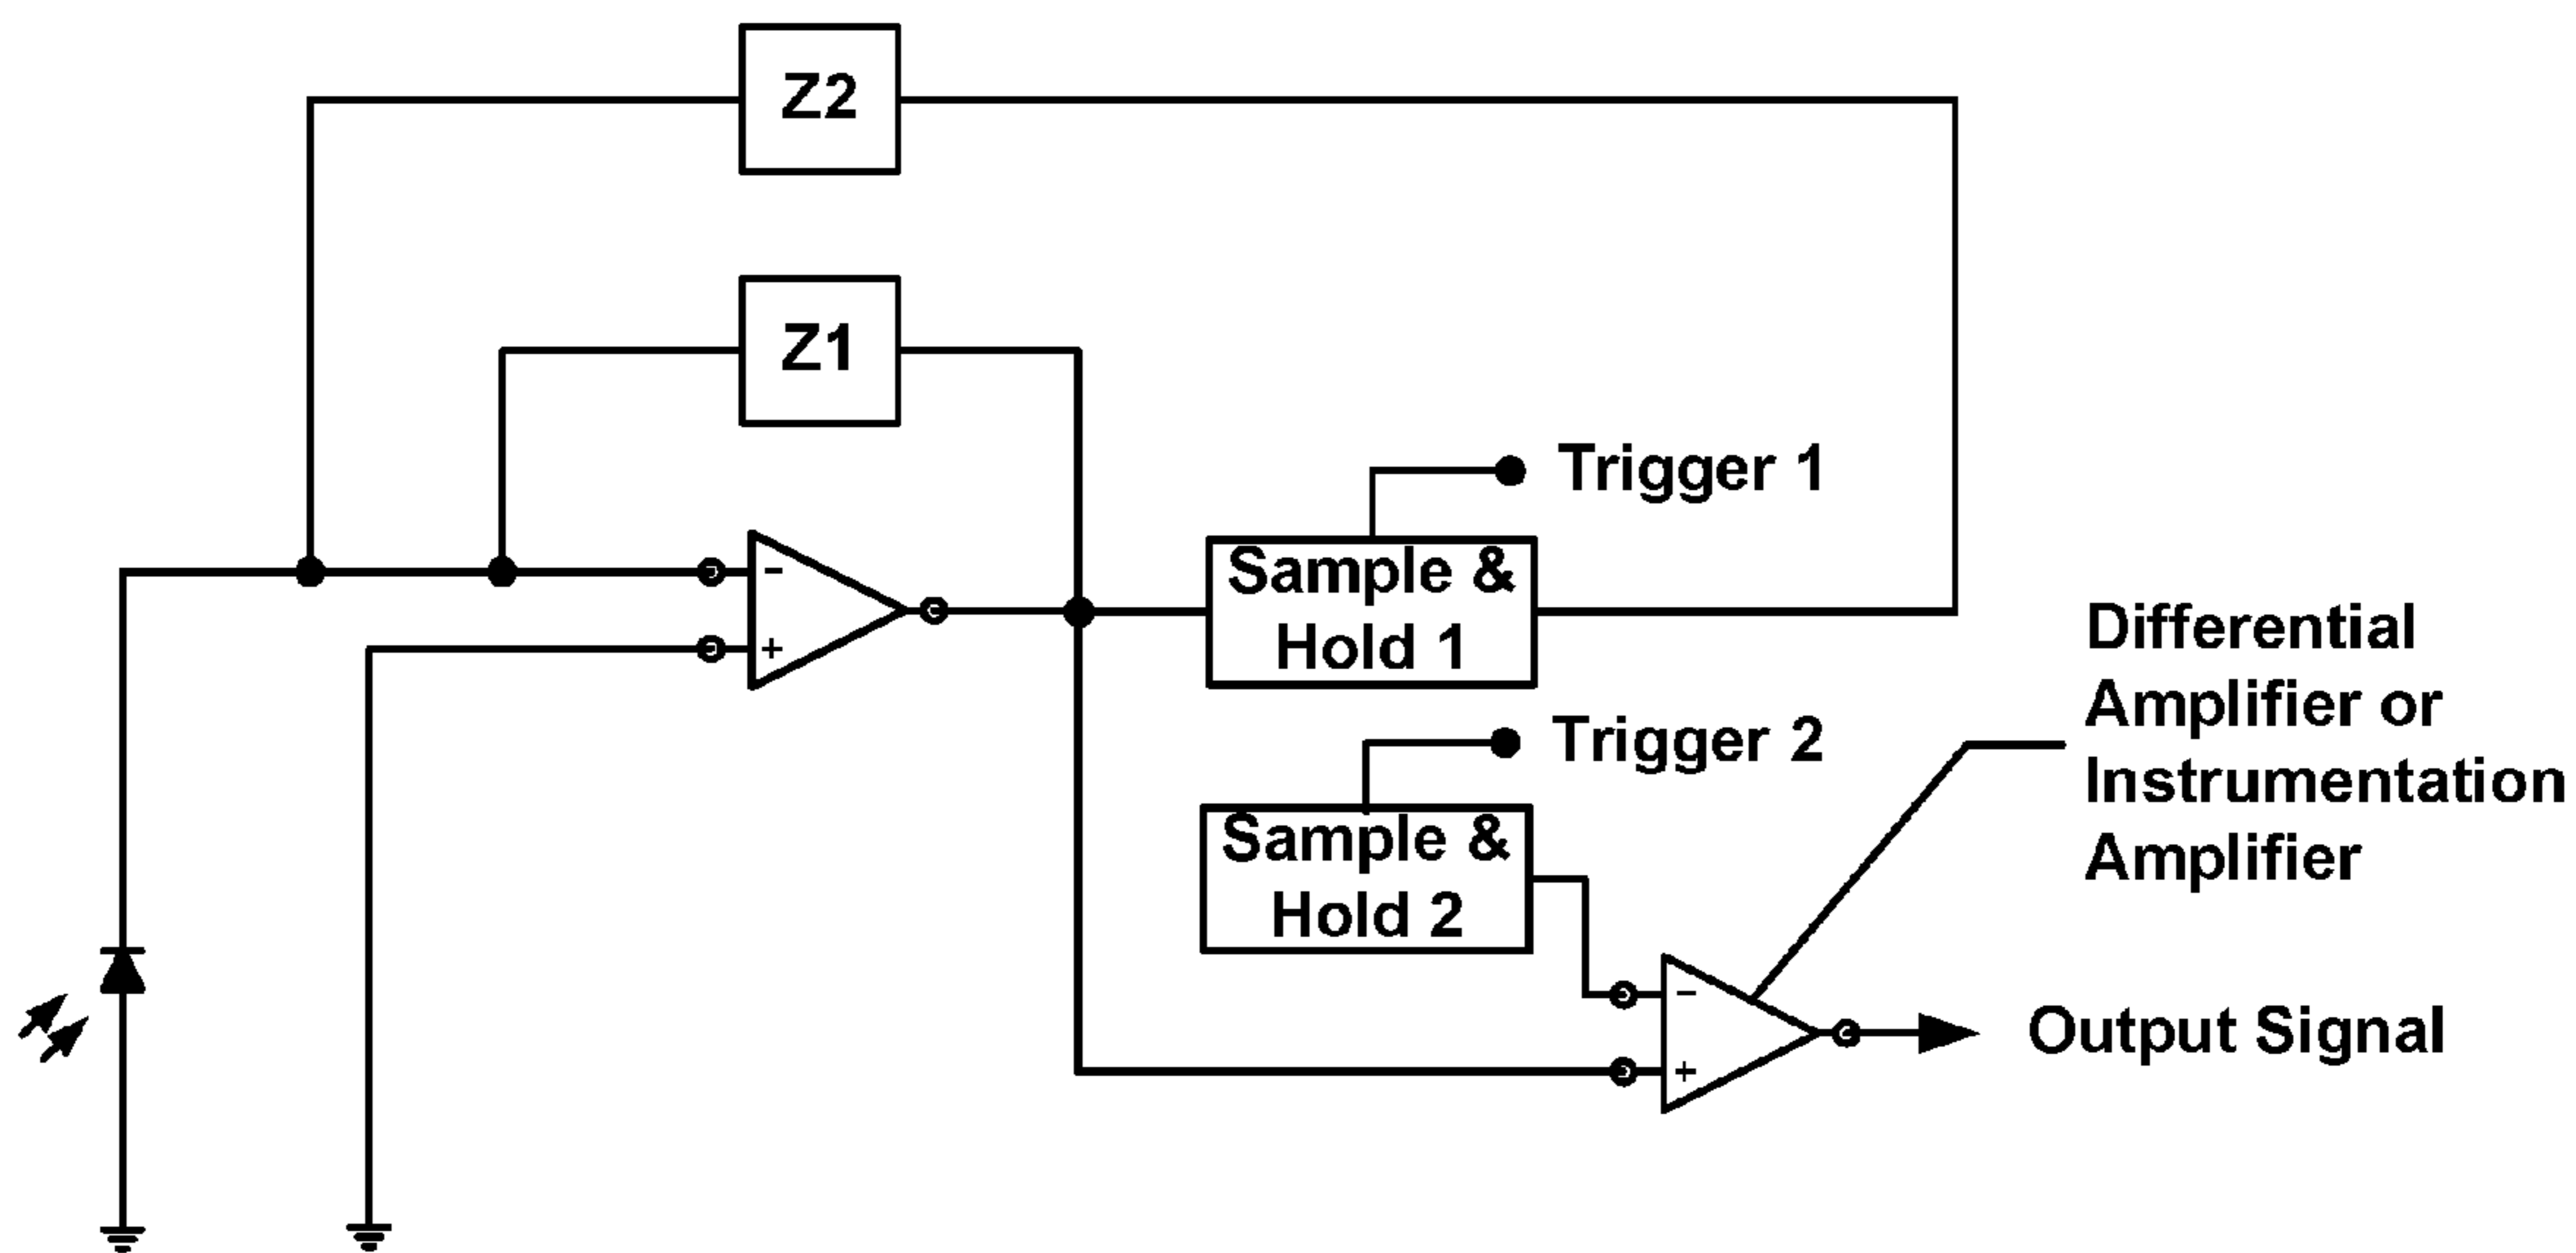 Z2
Z1
Trigger 1
-
+
Sample &
Hold 1
Differential
Amplifier or
Instrumentation
Amplifier
Trigger 2
Sample &
Hold 2
-
+
Output Signal